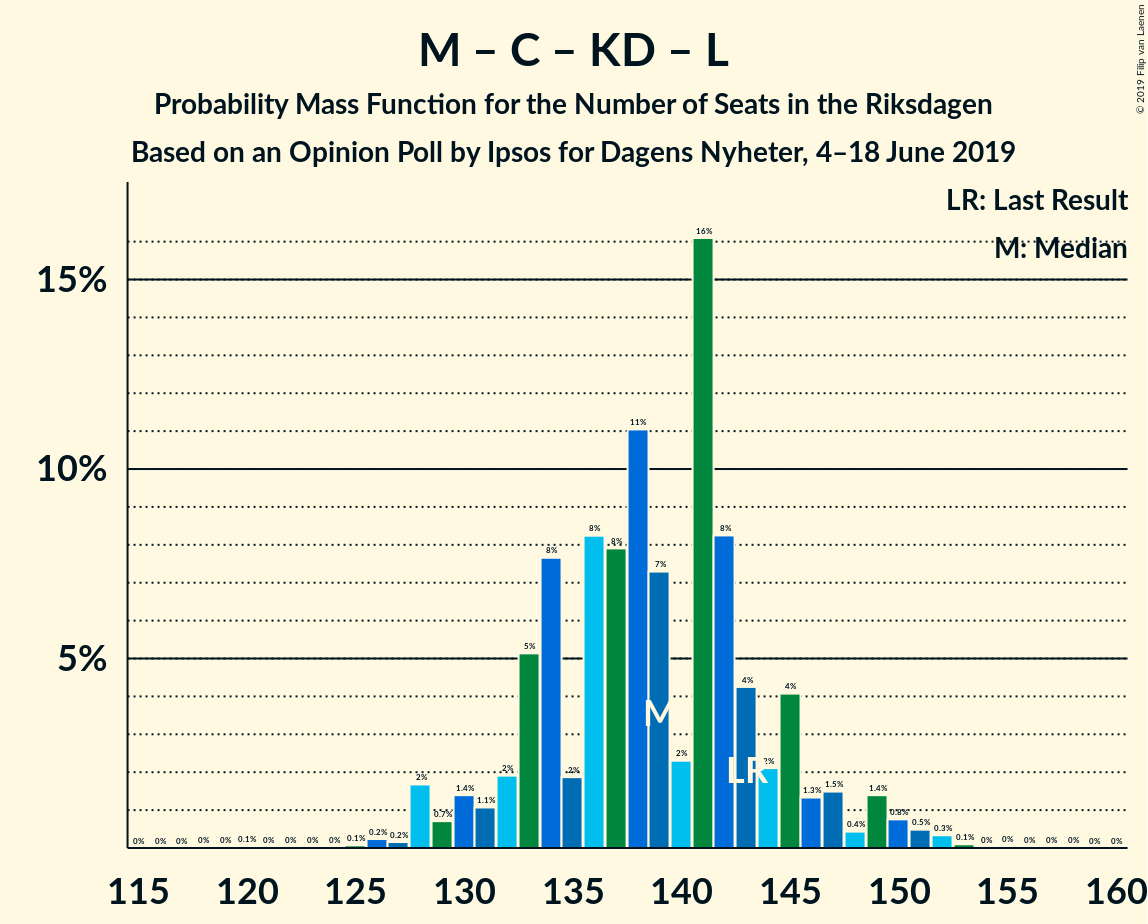 M – C – KD – L
Probability Mass Function for the Number of Seats in the Riksdagen
Based on an Opinion Poll by Ipsos for Dagens Nyheter, 4–18 June 2019
© 2019 Filip van Laenen
LR: Last Result
M: Median
15%
10%
5%
0% 0% 0% 0% 0% 0.1% 0% 0% 0% 0% 0.1% 0.2% 0.2% 2% 0.7% 1.4% 1.1% 2% 5% 8% 2% 8% 8% 11% 7% 2% 16% 8% 4% 2% 4% 1.3% 1.5% 0.4% 1.4% 0.8% 0.5% 0.3% 0.1% 0% 0% 0% 0% 0% 0% 0%
M
LR
115 120 125 130 135 140 145 150 155 160